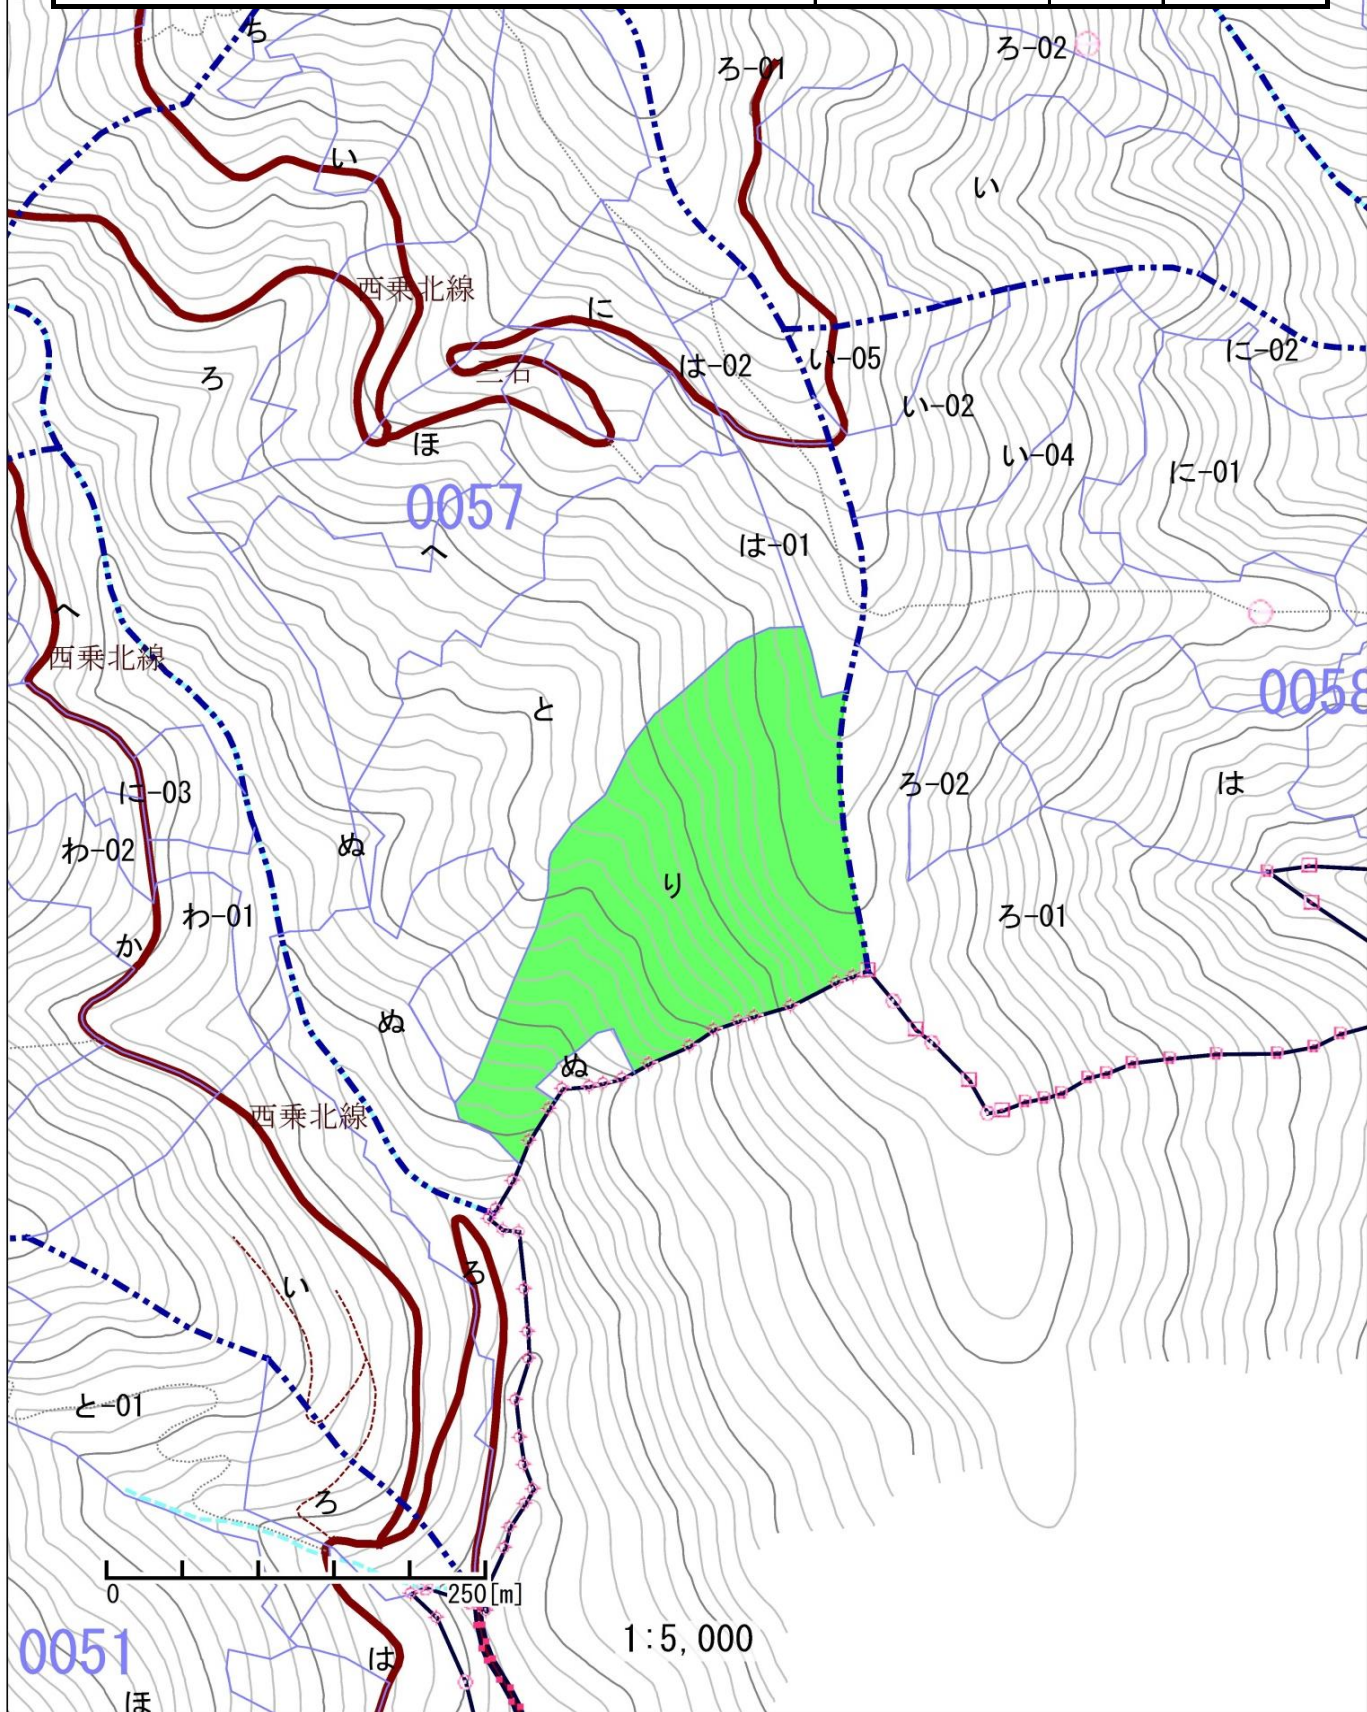 ち
ろ-01
ろ-02
い
い
西乗北線
に
は-02
い-05
に-02
ろ
三石
い-02
ほ
い-04
に-01
0057
へ
は-01
へ
西乗北線
0058
と
に-03
ろ-02
は
わ-02
ぬ
り
わ-01
ろ-01
か
ぬ
ぬ
西乗北線
ろ
い
と-01
ろ
0
250[m]
1:5,000
0051
は
ほ